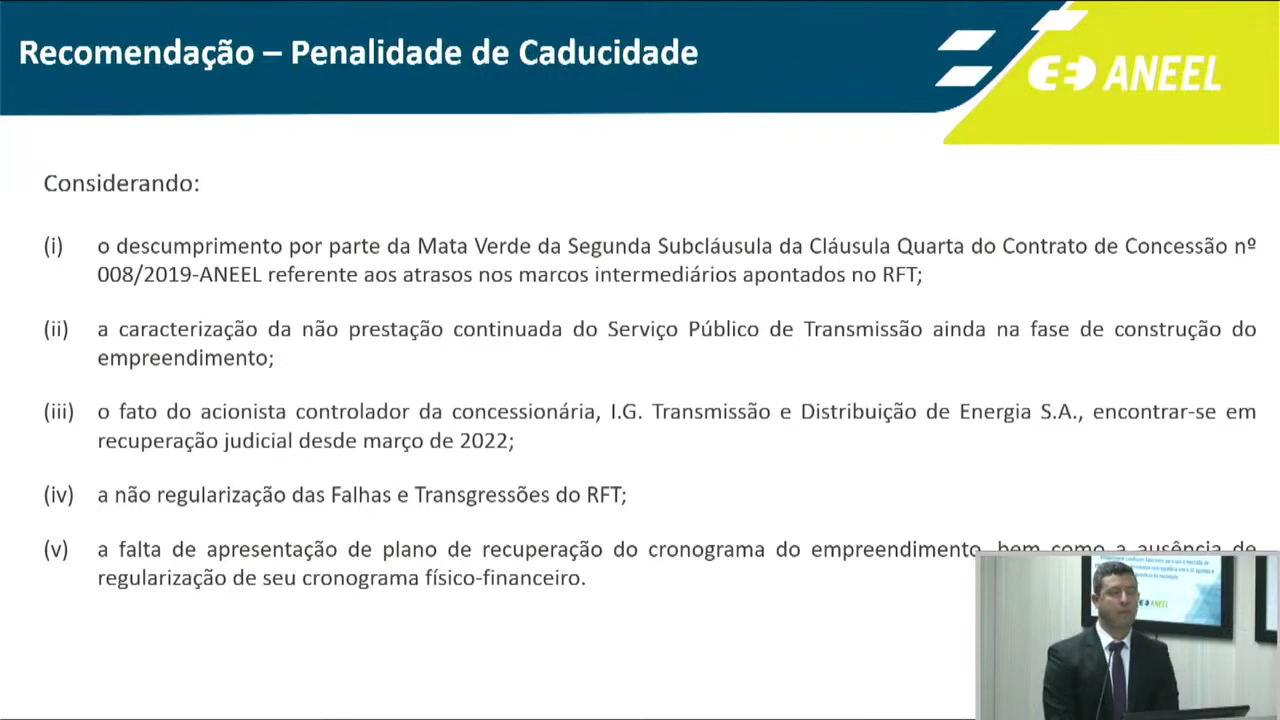 Recomendação – Penalidade de Caducidade
ANEEL
Considerando:
(i) o descumprimento por parte da Mata Verde da Segunda Subcláusula da Cláusula Quarta do Contrato de Concessão nº
008/2019-ANEEL referente aos atrasos nos marcos intermediários apontados no RFT;
(ii) a caracterização da não prestação continuada do Serviço Público de Transmissão ainda na fase de construção do
empreendimento;
(iii) o fato do acionista controlador da concessionária, I.G. Transmissão e Distribuição de Energia S.A., encontrar-se em
recuperação judicial desde março de 2022;
(iv) a não regularização das Falhas e Transgressões do RFT;
(v) a falta de apresentação de plano de recuperação do cronograma do empreendimento, bem como a ausência de
regularização de seu cronograma físico-financeiro.
ANEEL